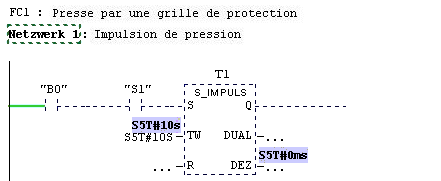 FC1 : Presse par une grille de protection
Netzwerk 1 : Impulsion de pression
T1
"B0" "S1" S_IMPULS
S Q
S5T#10s
S5T#10S TW DUAL ...
S5T#0ms
... R DEZ ...